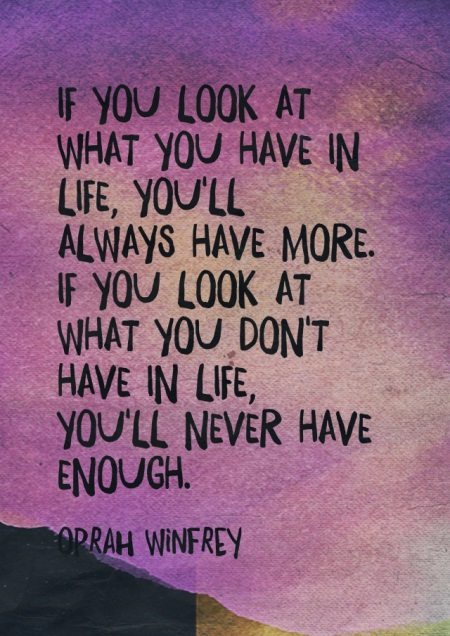 IF YOU LOOK AT
WHAT YOU HAVE IN
LIFE, YOU'LL
ALWAYS HAVE MORE.
IF YOU LOOK AT
WHAT YOU DON'T
HAVE IN LIFE,
YOU'LL NEVER HAVE
ENOUGH.
OPRAH WINFREY